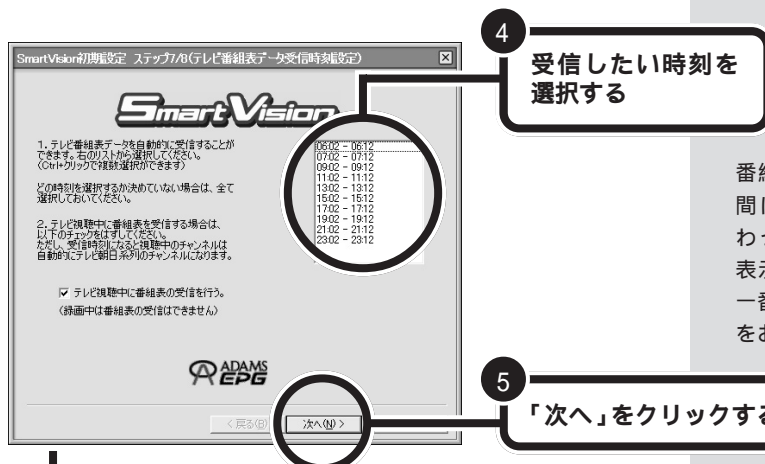 4
受信したい時刻を
選択する
SmartVision初期設定 ステップ7/8(テレビ番組表データ受信時刻設定)
SmartVision
1. テレビ番組表データを自動的に受信することが
できます。右のリストから選択してください。
(Ctrl+クリックで複数選択ができます)
どの時刻を選択するか決めていない場合は、全て
選択しておいてください。
2. テレビ視聴中に番組表を受信する場合は、
以下のチェックをはずしてください。
ただし、受信時刻になると視聴中のチャンネルは
自動的にテレビ朝日系列のチャンネルになります。
テレビ視聴中に番組表の受信を行う。
(録画中は番組表の受信はできません)
06:02 - 06:12
07:02 - 07:12
09:02 - 09:12
11:02 - 11:12
13:02 - 13:12
15:02 - 15:12
17:02 - 17:12
19:02 - 19:12
21:02 - 21:12
23:02 - 23:12
ADAMS
EPG
< 戻る(B)
次へ(N) >
5
「次へ」をクリックする
番組
間に
わっ
表示
一番
をお